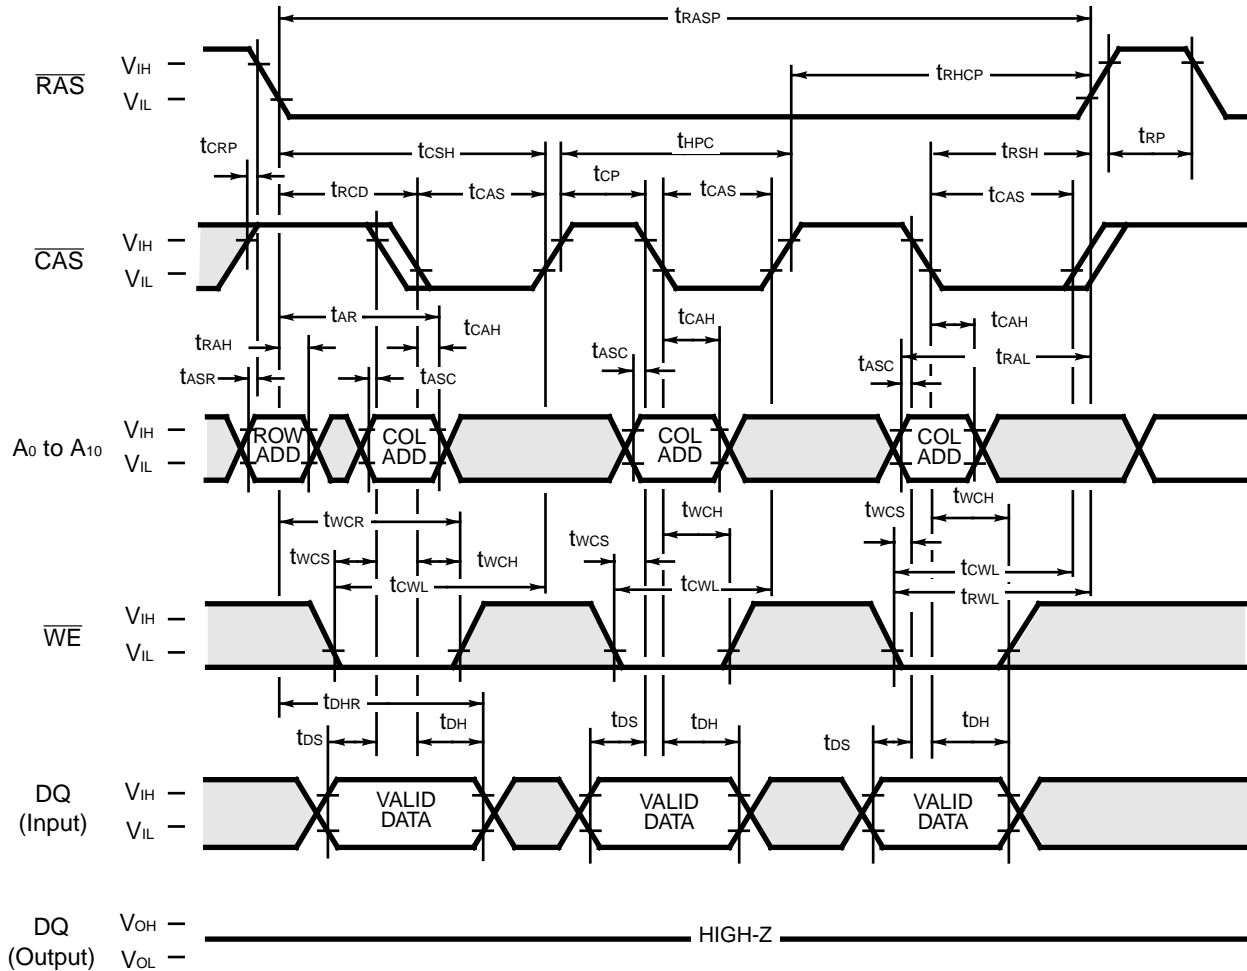 tRASP
VIH
RAS
VIL
tRHCP
tCRP
tCSH
tHPC
tRSH
tRP
tRCD
tCAS
tCP
tCAS
tCAS
VIH
CAS
VIL
tAR
tCAH
tCAH
tCAH
tRAH
tASC
tRAL
tASR
tASC
tASC
A0 to A10
VIH
VIL
ROW ADD
COL ADD
COL ADD
COL ADD
tWCR
tWCH
tWCS
tWCH
tWCS
tWCH
tWCS
tCWL
tCWL
tCWL
tRWL
VIH
WE
VIL
tDHR
tDS
tDH
tDS
tDH
tDS
tDH
DQ
(Input)
VIH
VIL
VALID DATA
VALID DATA
VALID DATA
DQ
(Output)
VOH
VOL
HIGH-Z